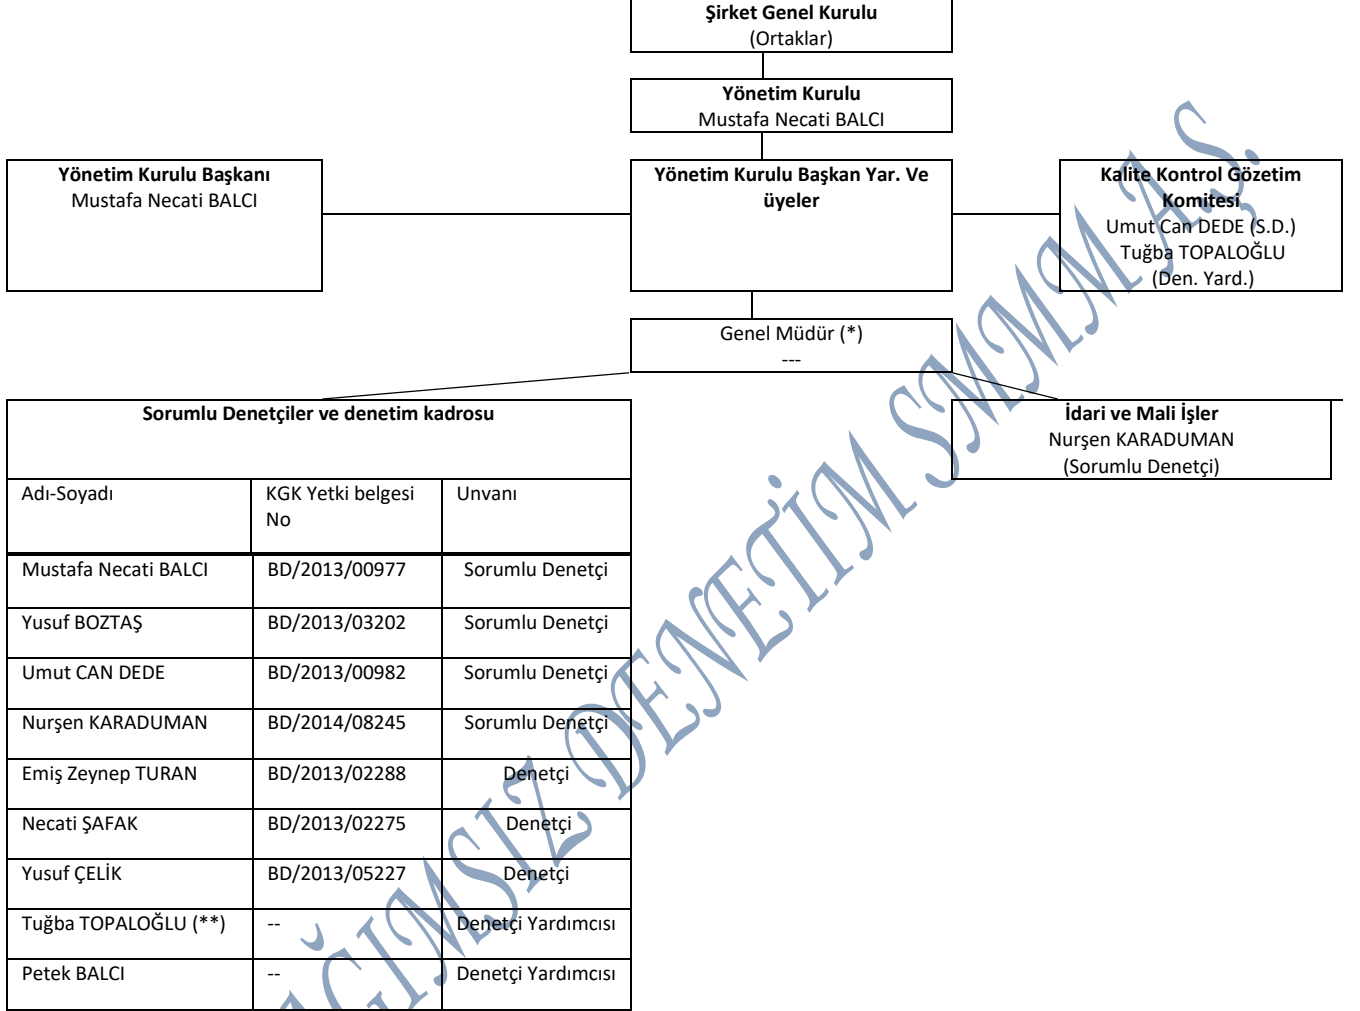 Şirket Genel Kurulu
(Ortaklar)
Yönetim Kurulu
Mustafa Necati BALCI
Yönetim Kurulu Başkanı
Mustafa Necati BALCI
Yönetim Kurulu Başkan Yar. Ve
üyeler
Kalite Kontrol Gözetim
Komitesi
Umut Can DEDE (S.D.)
Tuğba TOPALOĞLU
(Den. Yard.)
Genel Müdür (*)
---
Sorumlu Denetçiler ve denetim kadrosu
İdari ve Mali İşler
Nurşen KARADUMAN
(Sorumlu Denetçi)
Adı-Soyadı KGK Yetki belgesi Unvanı
No
Mustafa Necati BALCI BD/2013/00977 Sorumlu Denetçi
Yusuf BOZTAŞ BD/2013/03202 Sorumlu Denetçi
Umut CAN DEDE BD/2013/00982 Sorumlu Denetçi
Nurşen KARADUMAN BD/2014/08245 Sorumlu Denetçi
Emiş Zeynep TURAN BD/2013/02288 Denetçi
Necati ŞAFAK BD/2013/02275 Denetçi
Yusuf ÇELİK BD/2013/05227 Denetçi
Tuğba TOPALOĞLU (**) -- Denetçi Yardımcısı
Petek BALCI -- Denetçi Yardımcısı
DENETİM SMMM A.Ş.